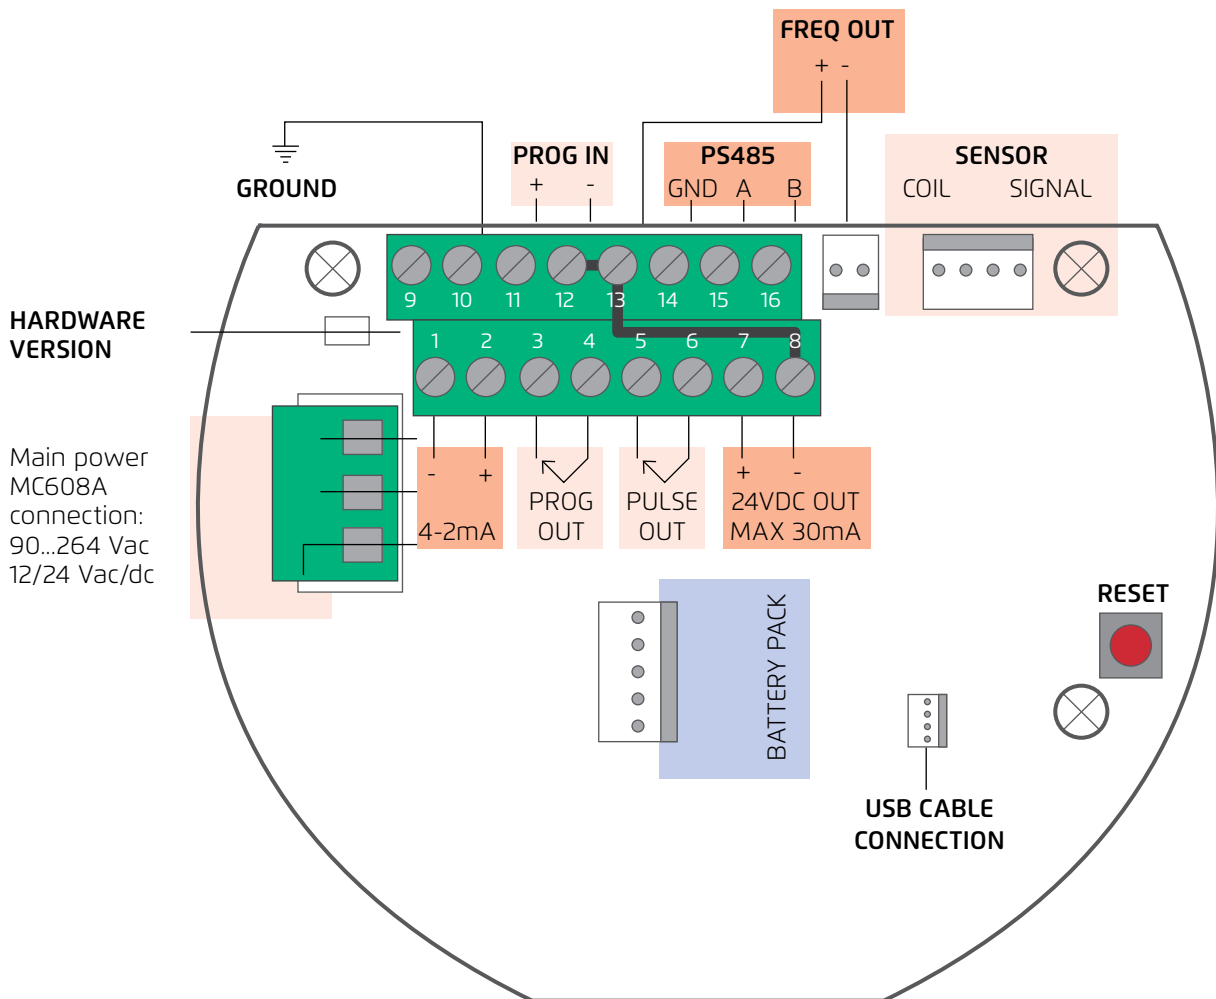 FREQ OUT
+ -
GROUND
PROG IN
+ -
PS485
GND A B
SENSOR
COIL SIGNAL
9 10 11 12 13 14 15 16
HARDWARE
VERSION
1 2 3 4 5 6 7 8
Main power
MC608A
connection:
90...264 Vac
12/24 Vac/dc
- +
4-2mA
PROG
OUT
PULSE
OUT
+ -
24VDC OUT
MAX 30mA
BATTERY PACK
RESET
USB CABLE
CONNECTION